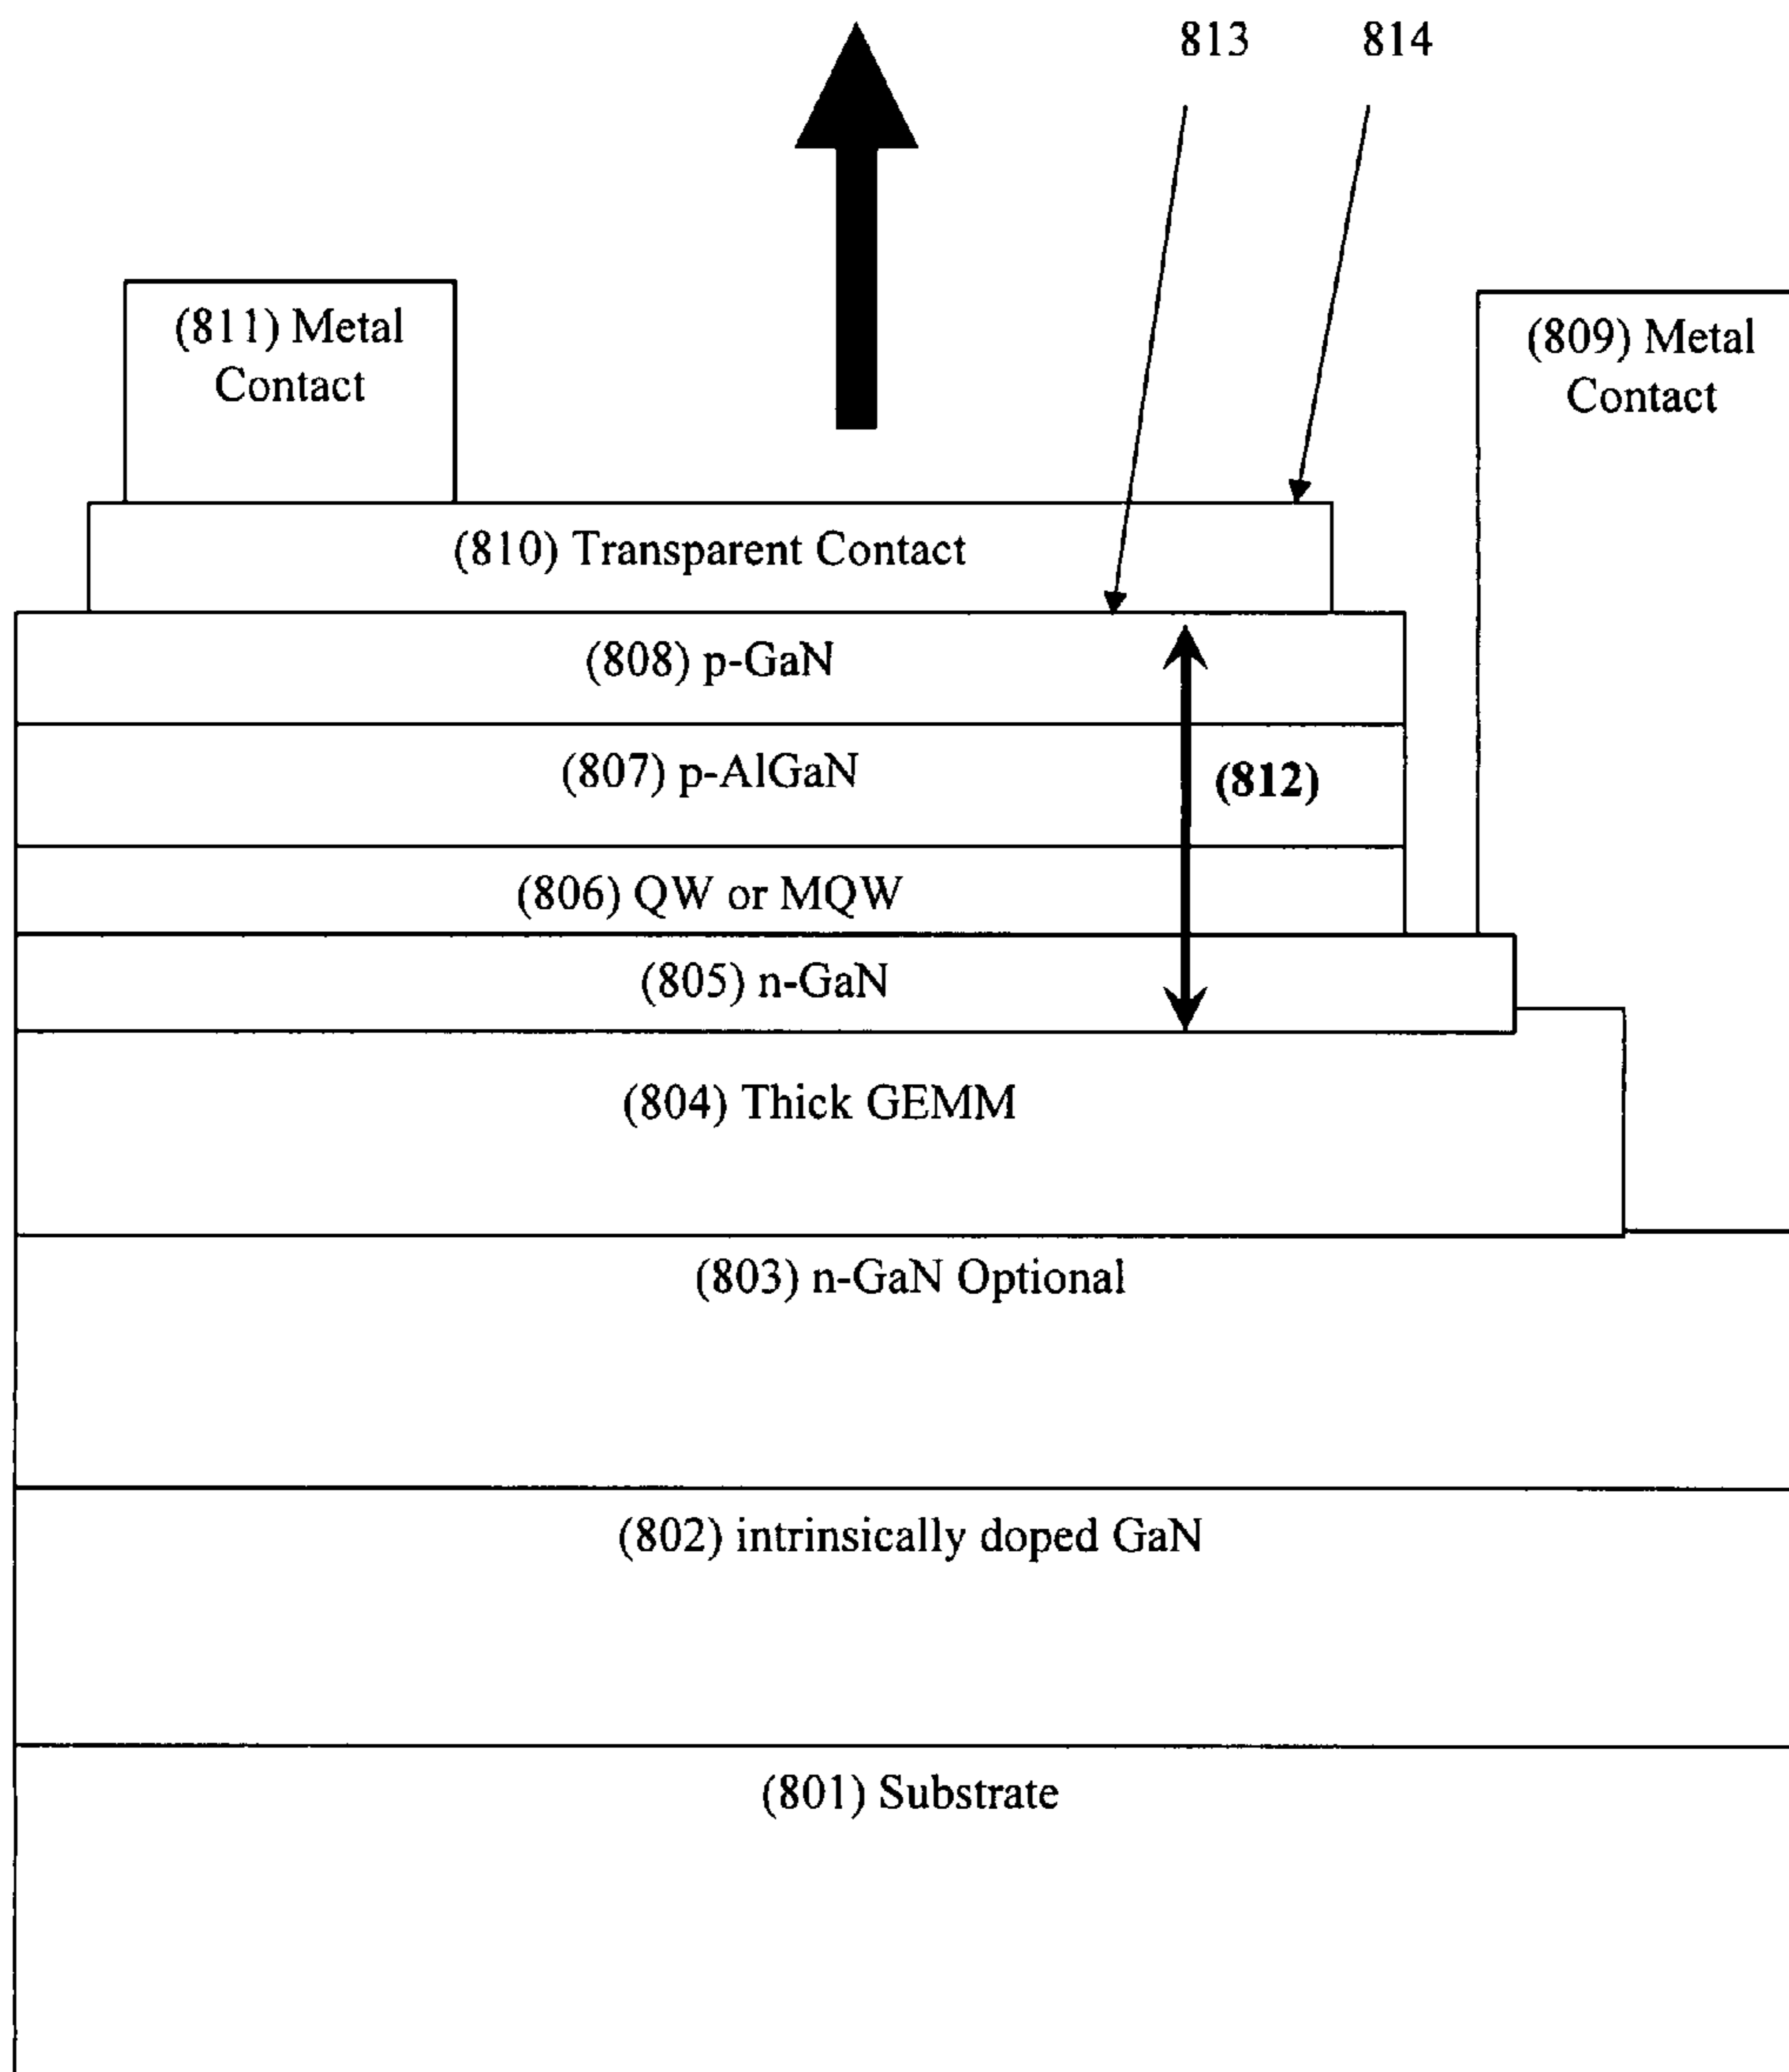 813
814
(811) Metal
Contact
(809) Metal
Contact
(810) Transparent Contact
(808) p-GaN
(807) p-AlGaN
(812)
(806) QW or MQW
(805) n-GaN
(804) Thick GEMM
(803) n-GaN Optional
(802) intrinsically doped GaN
(801) Substrate